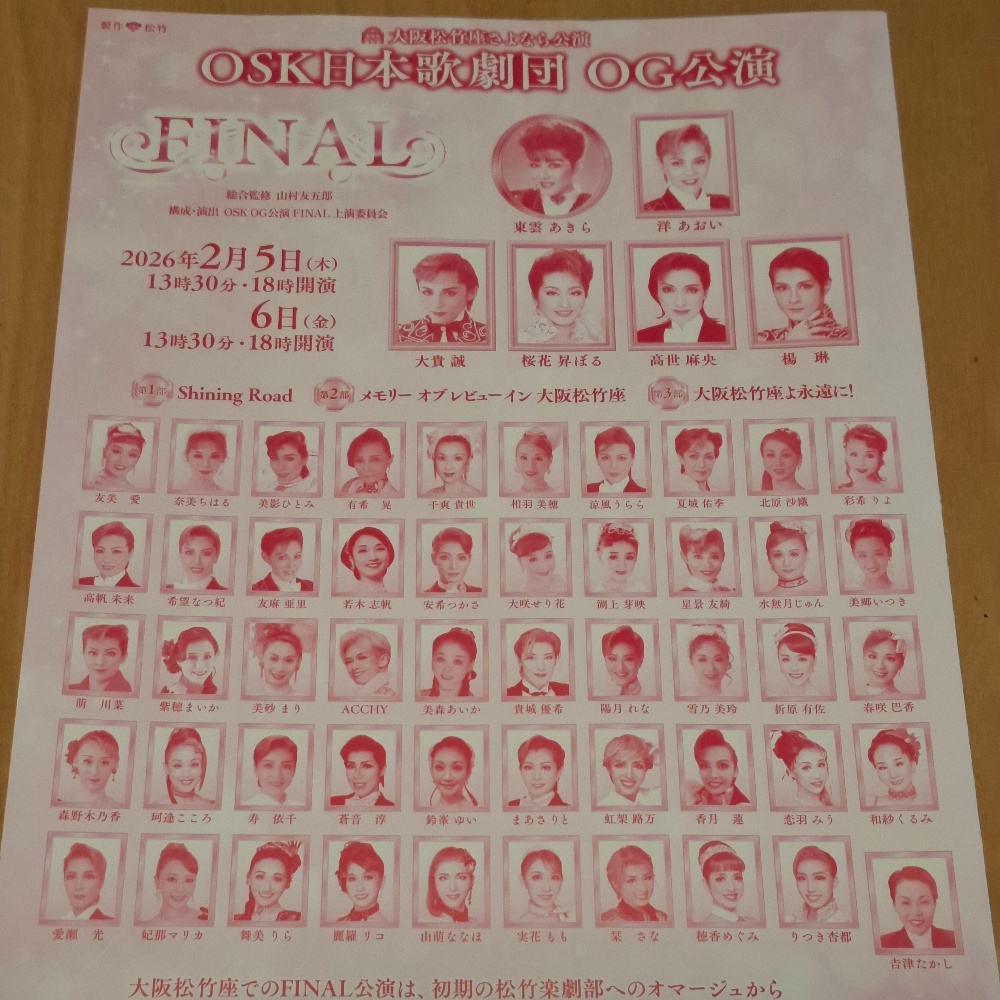 製作 松竹
大阪松竹座さよなら公演
OSK日本歌劇団 OG公演
FINAL
総合監修 山村友五郎
構成・演出 OSK OG公演 FINAL 上演委員会
東雲 あきら 洋 あおい
2026年2月5日(木)
13時30分・18時開演
6日(金)
13時30分・18時開演
大貴 誠 桜花 昇ぼる 高世 麻央 楊 琳
第1部 Shining Road 第2部 メモリー オブ レビュー イン 大阪松竹座 第3部 大阪松竹座よ永遠に!
友美 愛 奈美ちはる 美影ひとみ 有希 晃 千爽 貴世 相羽 美穂 涼風うらら 夏城 佑季 北原 沙織 彩希 りよ
高帆 未来 希望なつ紀 友麻 亜里 若木 志帆 安希つかさ 大咲せり花 湖上 芽映 星景 友綺 水無月じゅん 美郷いつき
萌 川菜 紫穂まいか 美砂 まり ACCHY 美森あいか 貴城 優希 陽月 れな 雪乃 美玲 折原 有佐 春咲 巴香
森野木乃香 珂逢こころ 寿 依千 蒼音 淳 鈴峯 ゆい まあさりと 虹架 路万 香月 蓮 恋羽 みう 和紗くるみ
愛瀬 光 妃那マリカ 舞美 りら 麗羅 リコ 由萌ななほ 実花 もも 栞 さな 穂香めぐみ りつき杏都 吉津たかし
大阪松竹座でのFINAL公演は、初期の松竹楽劇部へのオマージュから